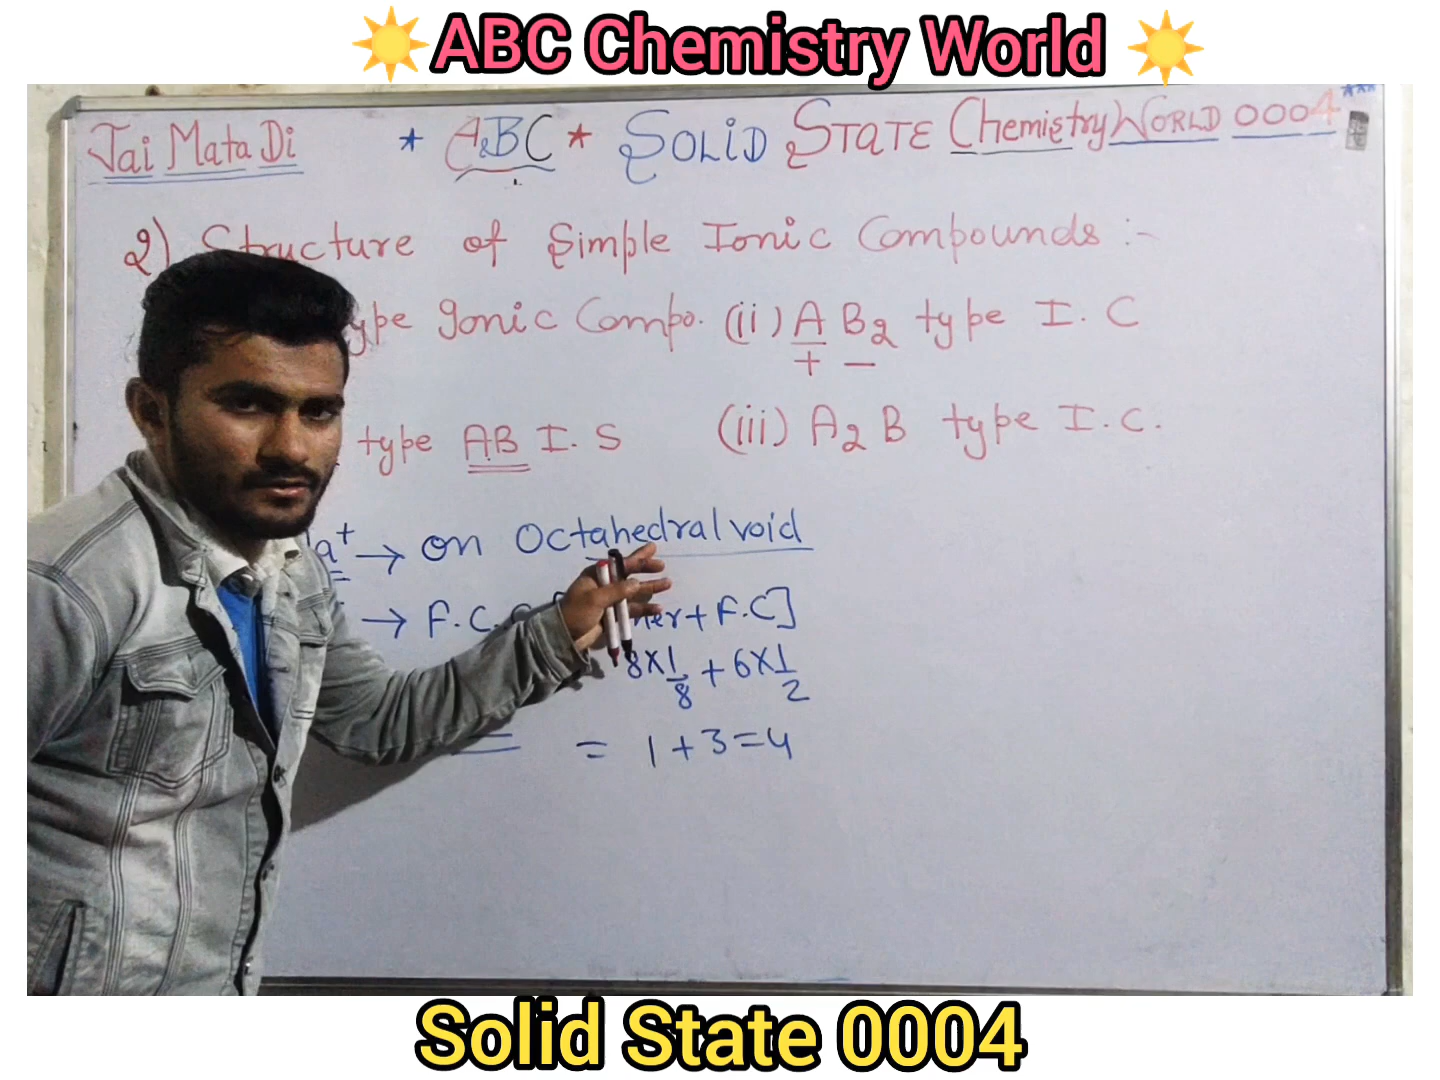 ABC Chemistry World
Jai Mata Di * ABC * SOLID STATE Chemistry WORLD 0004
2) Structure of Simple Ionic Compounds :-
ype Ionic Compo. (ii) A B2 type I. C
+ −
type AB I. S (iii) A2 B type I. C.
a+ → on Octahedral void
→ F.C. ner + F.C]
8×1/8 + 6×1/2
= 1+3=4
Solid State 0004